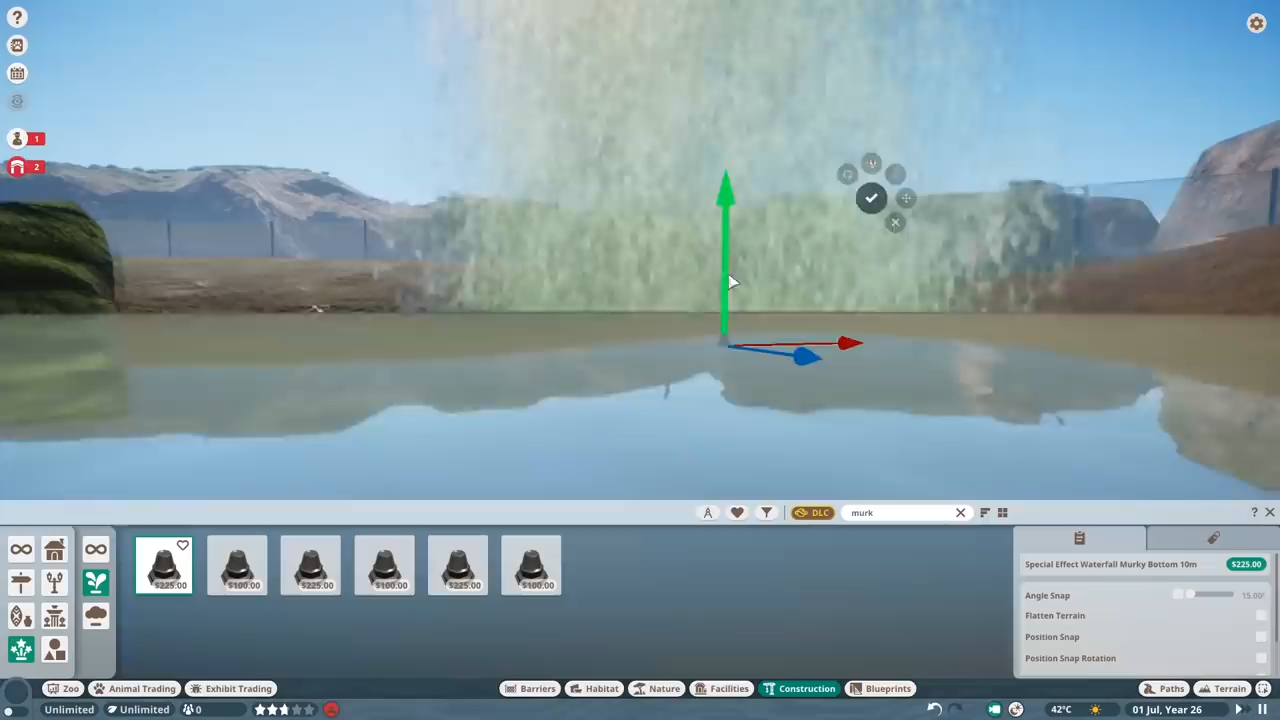 ?
1
2
DLC
murk
?
$225.00
$100.00
$225.00
$100.00
$225.00
$100.00
Special Effect Waterfall Murky Bottom 10m
$225.00
Angle Snap
15.00°
Flatten Terrain
Position Snap
Position Snap Rotation
Zoo
Animal Trading
Exhibit Trading
Barriers
Habitat
Nature
Facilities
Construction
Blueprints
Paths
Terrain
Unlimited
Unlimited
0
42°C
01 Jul, Year 26